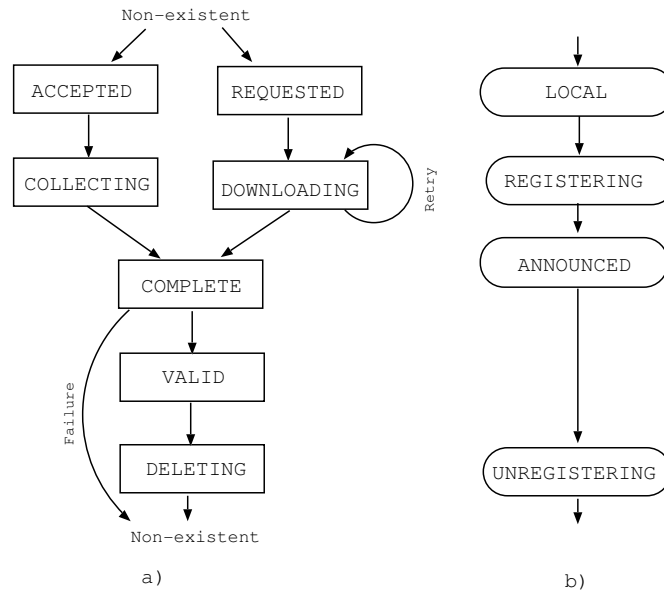 Non-existent
ACCEPTED
REQUESTED
COLLECTING
DOWNLOADING
Retry
COMPLETE
VALID
Failure
DELETING
Non-existent
a)
LOCAL
REGISTERING
ANNOUNCED
UNREGISTERING
b)